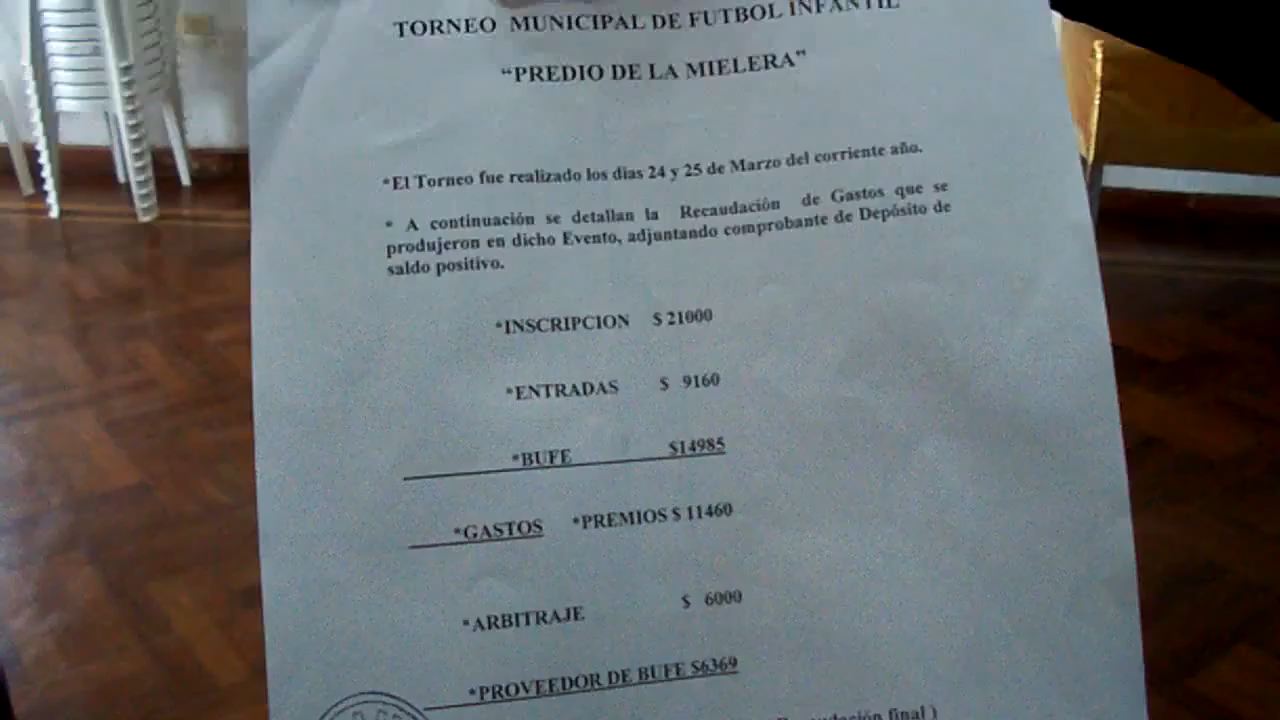 TORNEO MUNICIPAL DE FUTBOL INFANTIL
“PREDIO DE LA MIELERA”
*El Torneo fue realizado los dias 24 y 25 de Marzo del corriente año.
* A continuación se detallan la Recaudación de Gastos que se
produjeron en dicho Evento, adjuntando comprobante de Depósito de
saldo positivo.
*INSCRIPCION $ 21000
*ENTRADAS $ 9160
*BUFE $14985
*GASTOS *PREMIOS $ 11460
*ARBITRAJE $ 6000
*PROVEEDOR DE BUFE $6369
final )